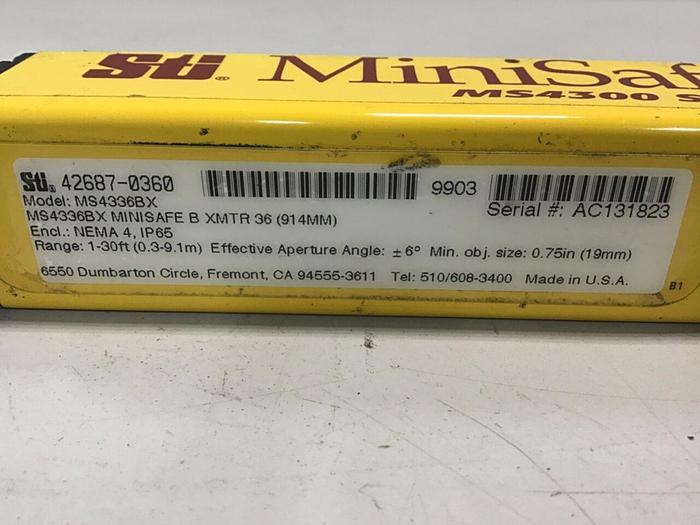 Sti® MiniSaf
MS4300 S
Sti® 42687-0360 9903
Model: MS4336BX Serial #: AC131823
MS4336BX MINISAFE B XMTR 36 (914MM)
Encl.: NEMA 4, IP65
Range: 1-30ft (0.3-9.1m) Effective Aperture Angle: ± 6° Min. obj. size: 0.75in (19mm)
6550 Dumbarton Circle, Fremont, CA 94555-3611 Tel: 510/608-3400 Made in U.S.A.
B1